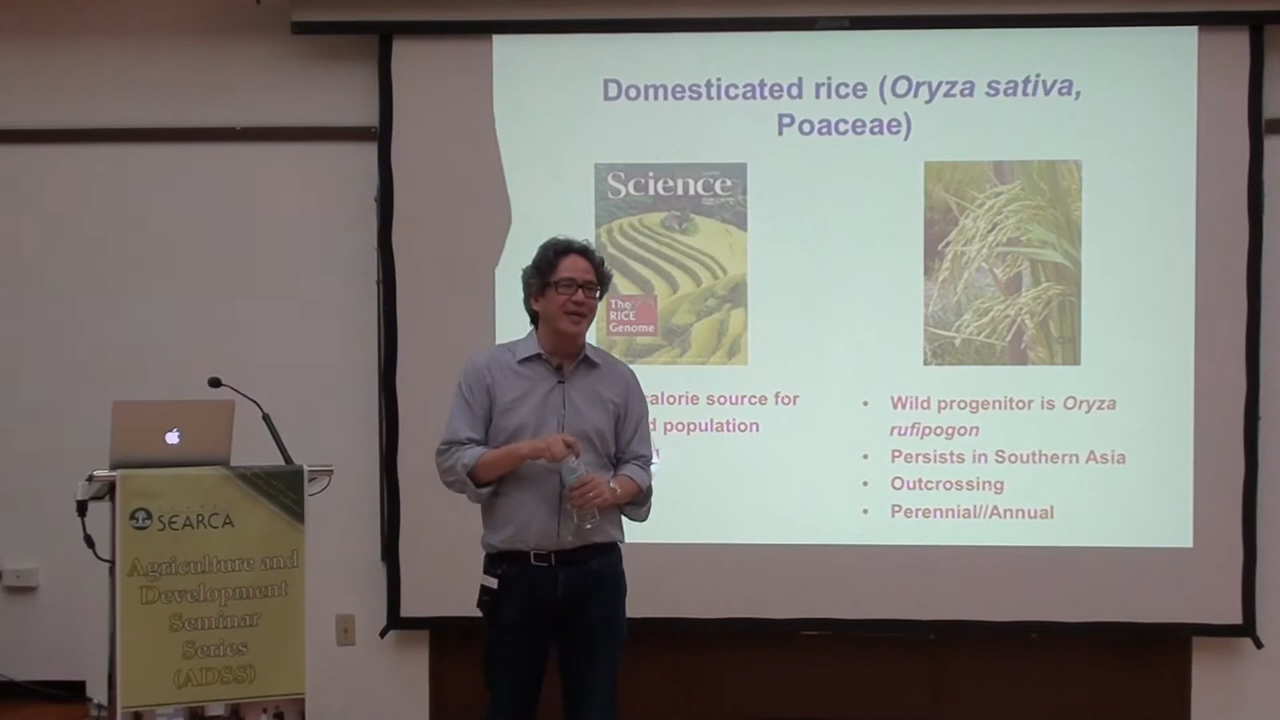 Domesticated rice (Oryza sativa,
Poaceae)
Science
The
RICE
Genome
calorie source for
population
• Wild progenitor is Oryza
rufipogon
• Persists in Southern Asia
• Outcrossing
• Perennial//Annual
SEARCA
Agriculture and
Development
Seminar
Series
(ADSS)